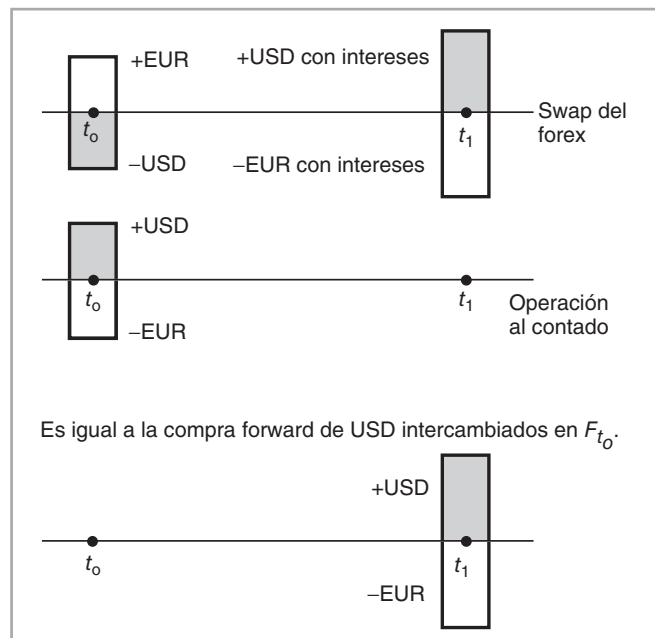 +EUR
+USD con intereses
t₀
t₁
Swap del
forex
–USD
–EUR con intereses
+USD
t₀
t₁
Operación
al contado
–EUR
Es igual a la compra forward de USD intercambiados en Fₜ₀.
+USD
t₀
t₁
–EUR